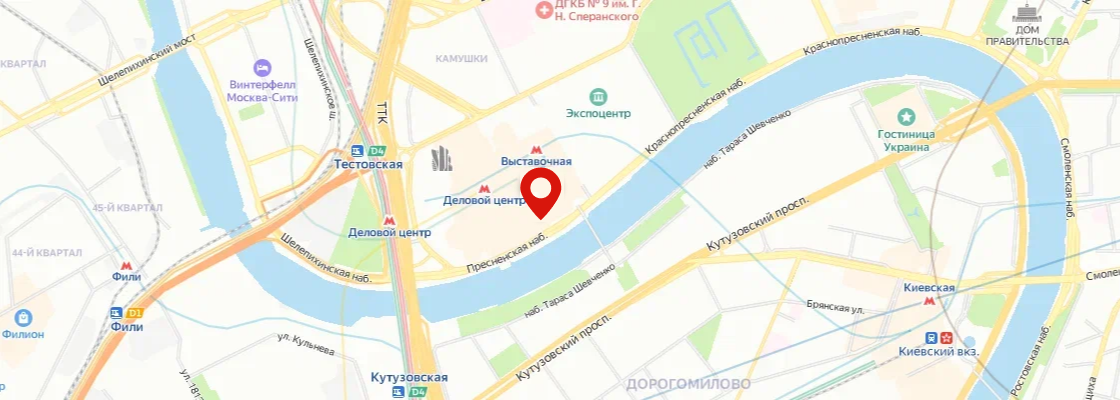 ДГКБ № 9 им. Г.
Н. Сперанского
ДОМ
ПРАВИТЕЛЬСТВА
Краснопресненская наб.
Шелепихинский мост
КВАРТАЛ
КАМУШКИ
Шелепихинское ш.
Винтерфелл
Москва-Сити
ТТК
Экспоцентр
Краснопресненская наб.
наб. Тараса Шевченко
Гостиница
Украина
Смоленская наб.
D4
Тестовская
Выставочная
Деловой центр
45-Й КВАРТАЛ
Деловой центр
Кутузовский просп.
44-Й КВАРТАЛ
Шелепихинская наб.
Пресненская наб.
Фили
наб. Тараса Шевченко
Киевская
Брянская ул.
D1
Фили
Филион
ул. Кульнева
Кутузовский просп.
Киевский вкз.
Ростовская наб.
Кутузовская
D4
ДОРОГОМИЛОВО